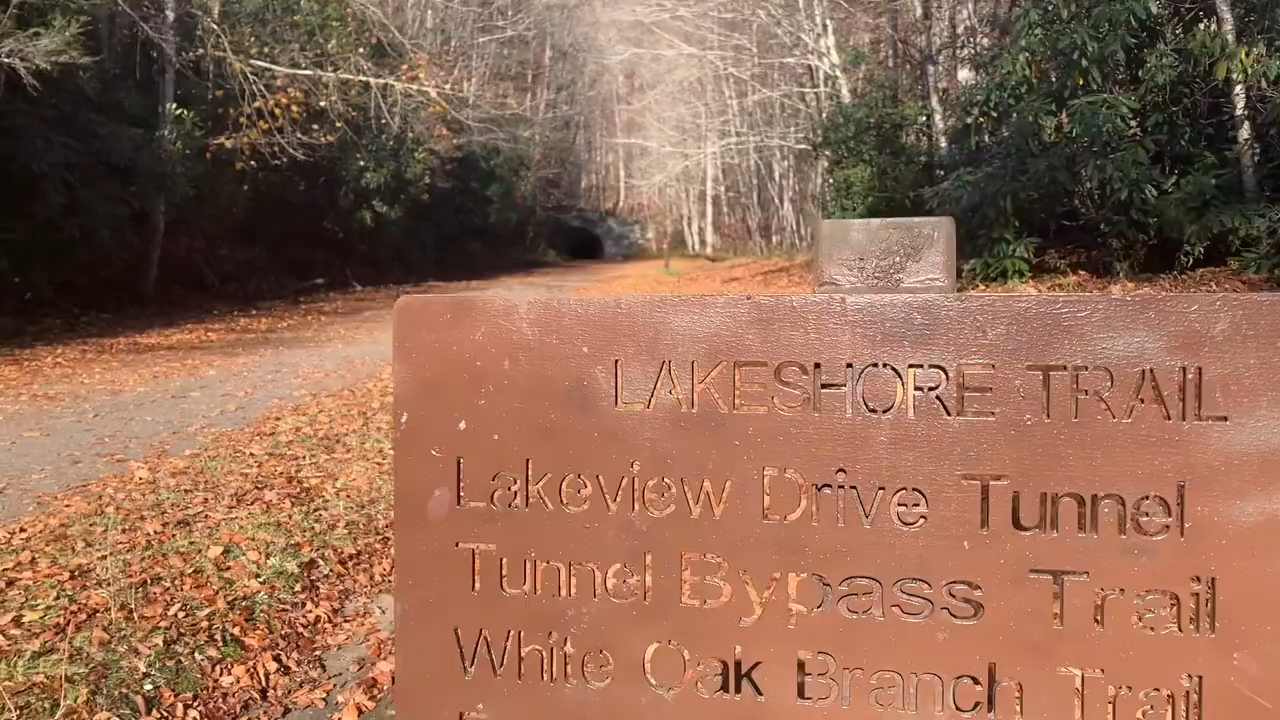 LAKESHORE TRAIL
Lakeview Drive Tunnel
Tunnel Bypass Trail
White Oak Branch Trail